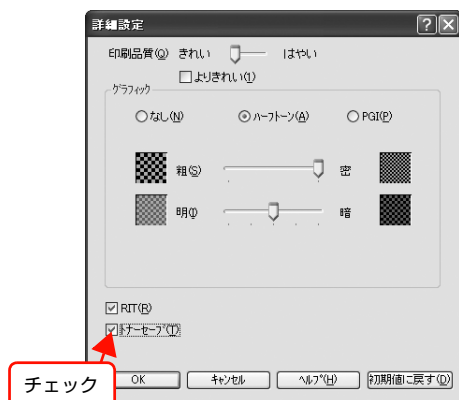 詳細設定
印刷品質(Q) きれい はやい
よりきれい(1)
グラフィック
なし(N) ハーフトーン(A) PGI(P)
粗(S) 密
明(I) 暗
RIT(R)
トナーセーブ(T)
チェック
OK キャンセル ヘルプ(H) 初期値に戻す(D)